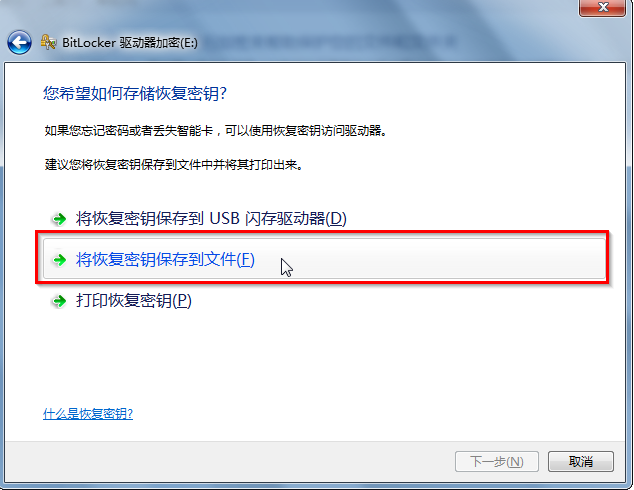 BitLocker 驱动器加密(E:)
您希望如何存储恢复密钥?
如果您忘记密码或者丢失智能卡，可以使用恢复密钥访问驱动器。
建议您将恢复密钥保存到文件中并将其打印出来。
将恢复密钥保存到 USB 闪存驱动器(D)
将恢复密钥保存到文件(F)
打印恢复密钥(P)
什么是恢复密钥?
下一步(N)
取消